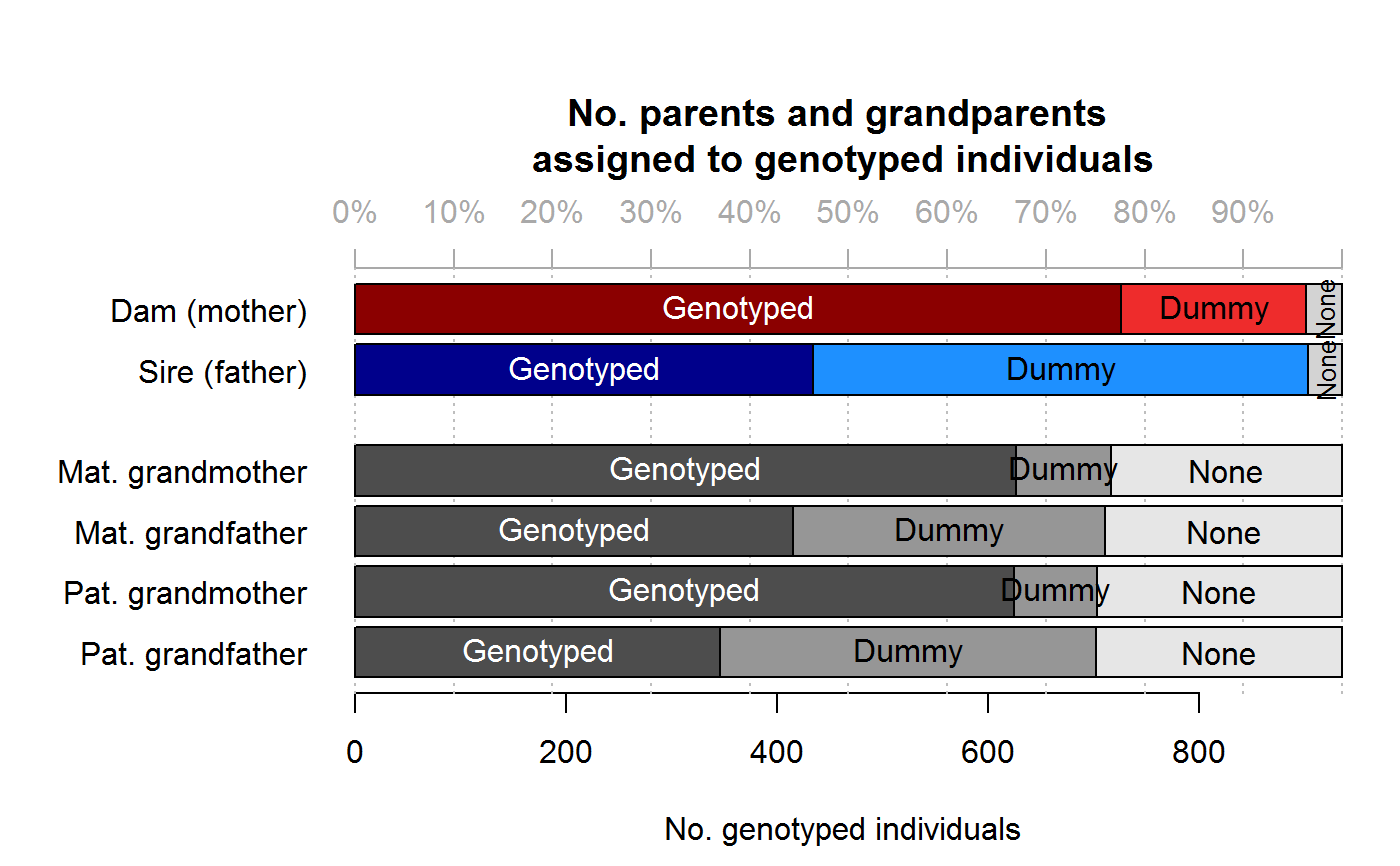 No. parents and grandparents
assigned to genotyped individuals
0% 10% 20% 30% 40% 50% 60% 70% 80% 90%
Dam (mother) Genotyped Dummy None
Sire (father) Genotyped Dummy None
Mat. grandmother Genotyped Dummy None
Mat. grandfather Genotyped Dummy None
Pat. grandmother Genotyped Dummy None
Pat. grandfather Genotyped Dummy None
0 200 400 600 800
No. genotyped individuals